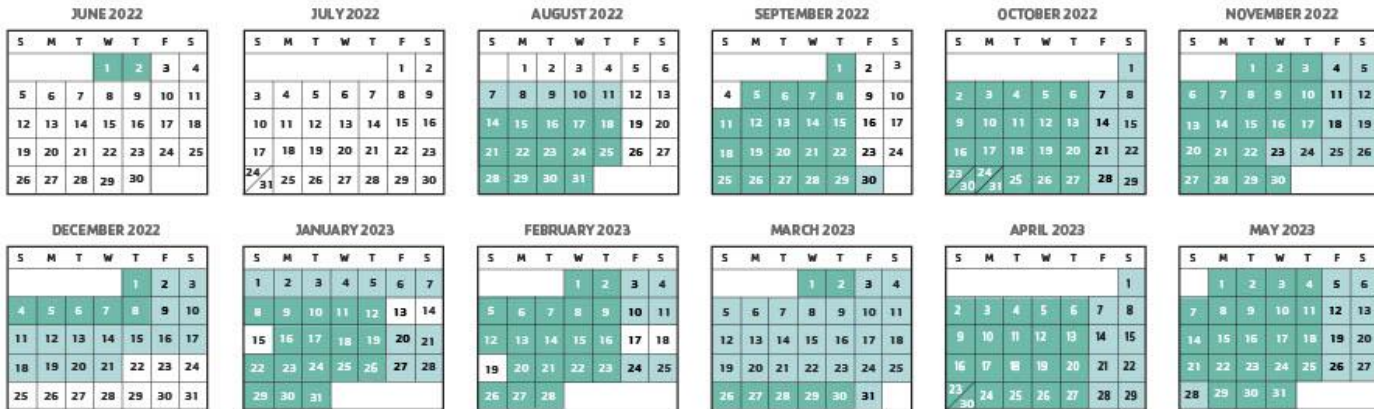 JUNE 2022 JULY 2022 AUGUST 2022 SEPTEMBER 2022 OCTOBER 2022 NOVEMBER 2022
S M T W T F S S M T W T F S S M T W T F S S M T W T F S S M T W T F S S M T W T F S
1 2 3 4 1 2 1 2 3 4 5 6 1 2 3 1 1 2 3 4 5
5 6 7 8 9 10 11 3 4 5 6 7 8 9 7 8 9 10 11 12 13 4 5 6 7 8 9 10 2 3 4 5 6 7 8 6 7 8 9 10 11 12
12 13 14 15 16 17 18 10 11 12 13 14 15 16 14 15 16 17 18 19 20 11 12 13 14 15 16 17 9 10 11 12 13 14 15 13 14 15 16 17 18 19
19 20 21 22 23 24 25 17 18 19 20 21 22 23 21 22 23 24 25 26 27 18 19 20 21 22 23 24 16 17 18 19 20 21 22 20 21 22 23 24 25 26
26 27 28 29 30 24/31 25 26 27 28 29 30 28 29 30 31 25 26 27 28 29 30 23/30 24/31 25 26 27 28 29 27 28 29 30
DECEMBER 2022 JANUARY 2023 FEBRUARY 2023 MARCH 2023 APRIL 2023 MAY 2023
S M T W T F S S M T W T F S S M T W T F S S M T W T F S S M T W T F S S M T W T F S
1 2 3 1 2 3 4 5 6 7 1 2 3 4 1 2 3 4 1 1 2 3 4 5 6
4 5 6 7 8 9 10 8 9 10 11 12 13 14 5 6 7 8 9 10 11 5 6 7 8 9 10 11 2 3 4 5 6 7 8 7 8 9 10 11 12 13
11 12 13 14 15 16 17 15 16 17 18 19 20 21 12 13 14 15 16 17 18 12 13 14 15 16 17 18 9 10 11 12 13 14 15 14 15 16 17 18 19 20
18 19 20 21 22 23 24 22 23 24 25 26 27 28 19 20 21 22 23 24 25 19 20 21 22 23 24 25 16 17 18 19 20 21 22 21 22 23 24 25 26 27
25 26 27 28 29 30 31 29 30 31 26 27 28 26 27 28 29 30 31 23/30 24 25 26 27 28 29 28 29 30 31